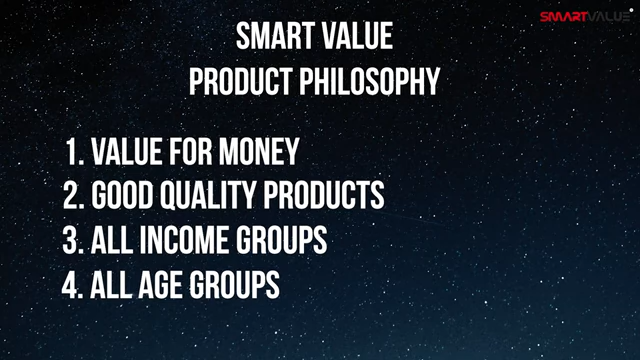 SMARTVALUE
SMART VALUE
PRODUCT PHILOSOPHY
1. VALUE FOR MONEY
2. GOOD QUALITY PRODUCTS
3. ALL INCOME GROUPS
4. ALL AGE GROUPS